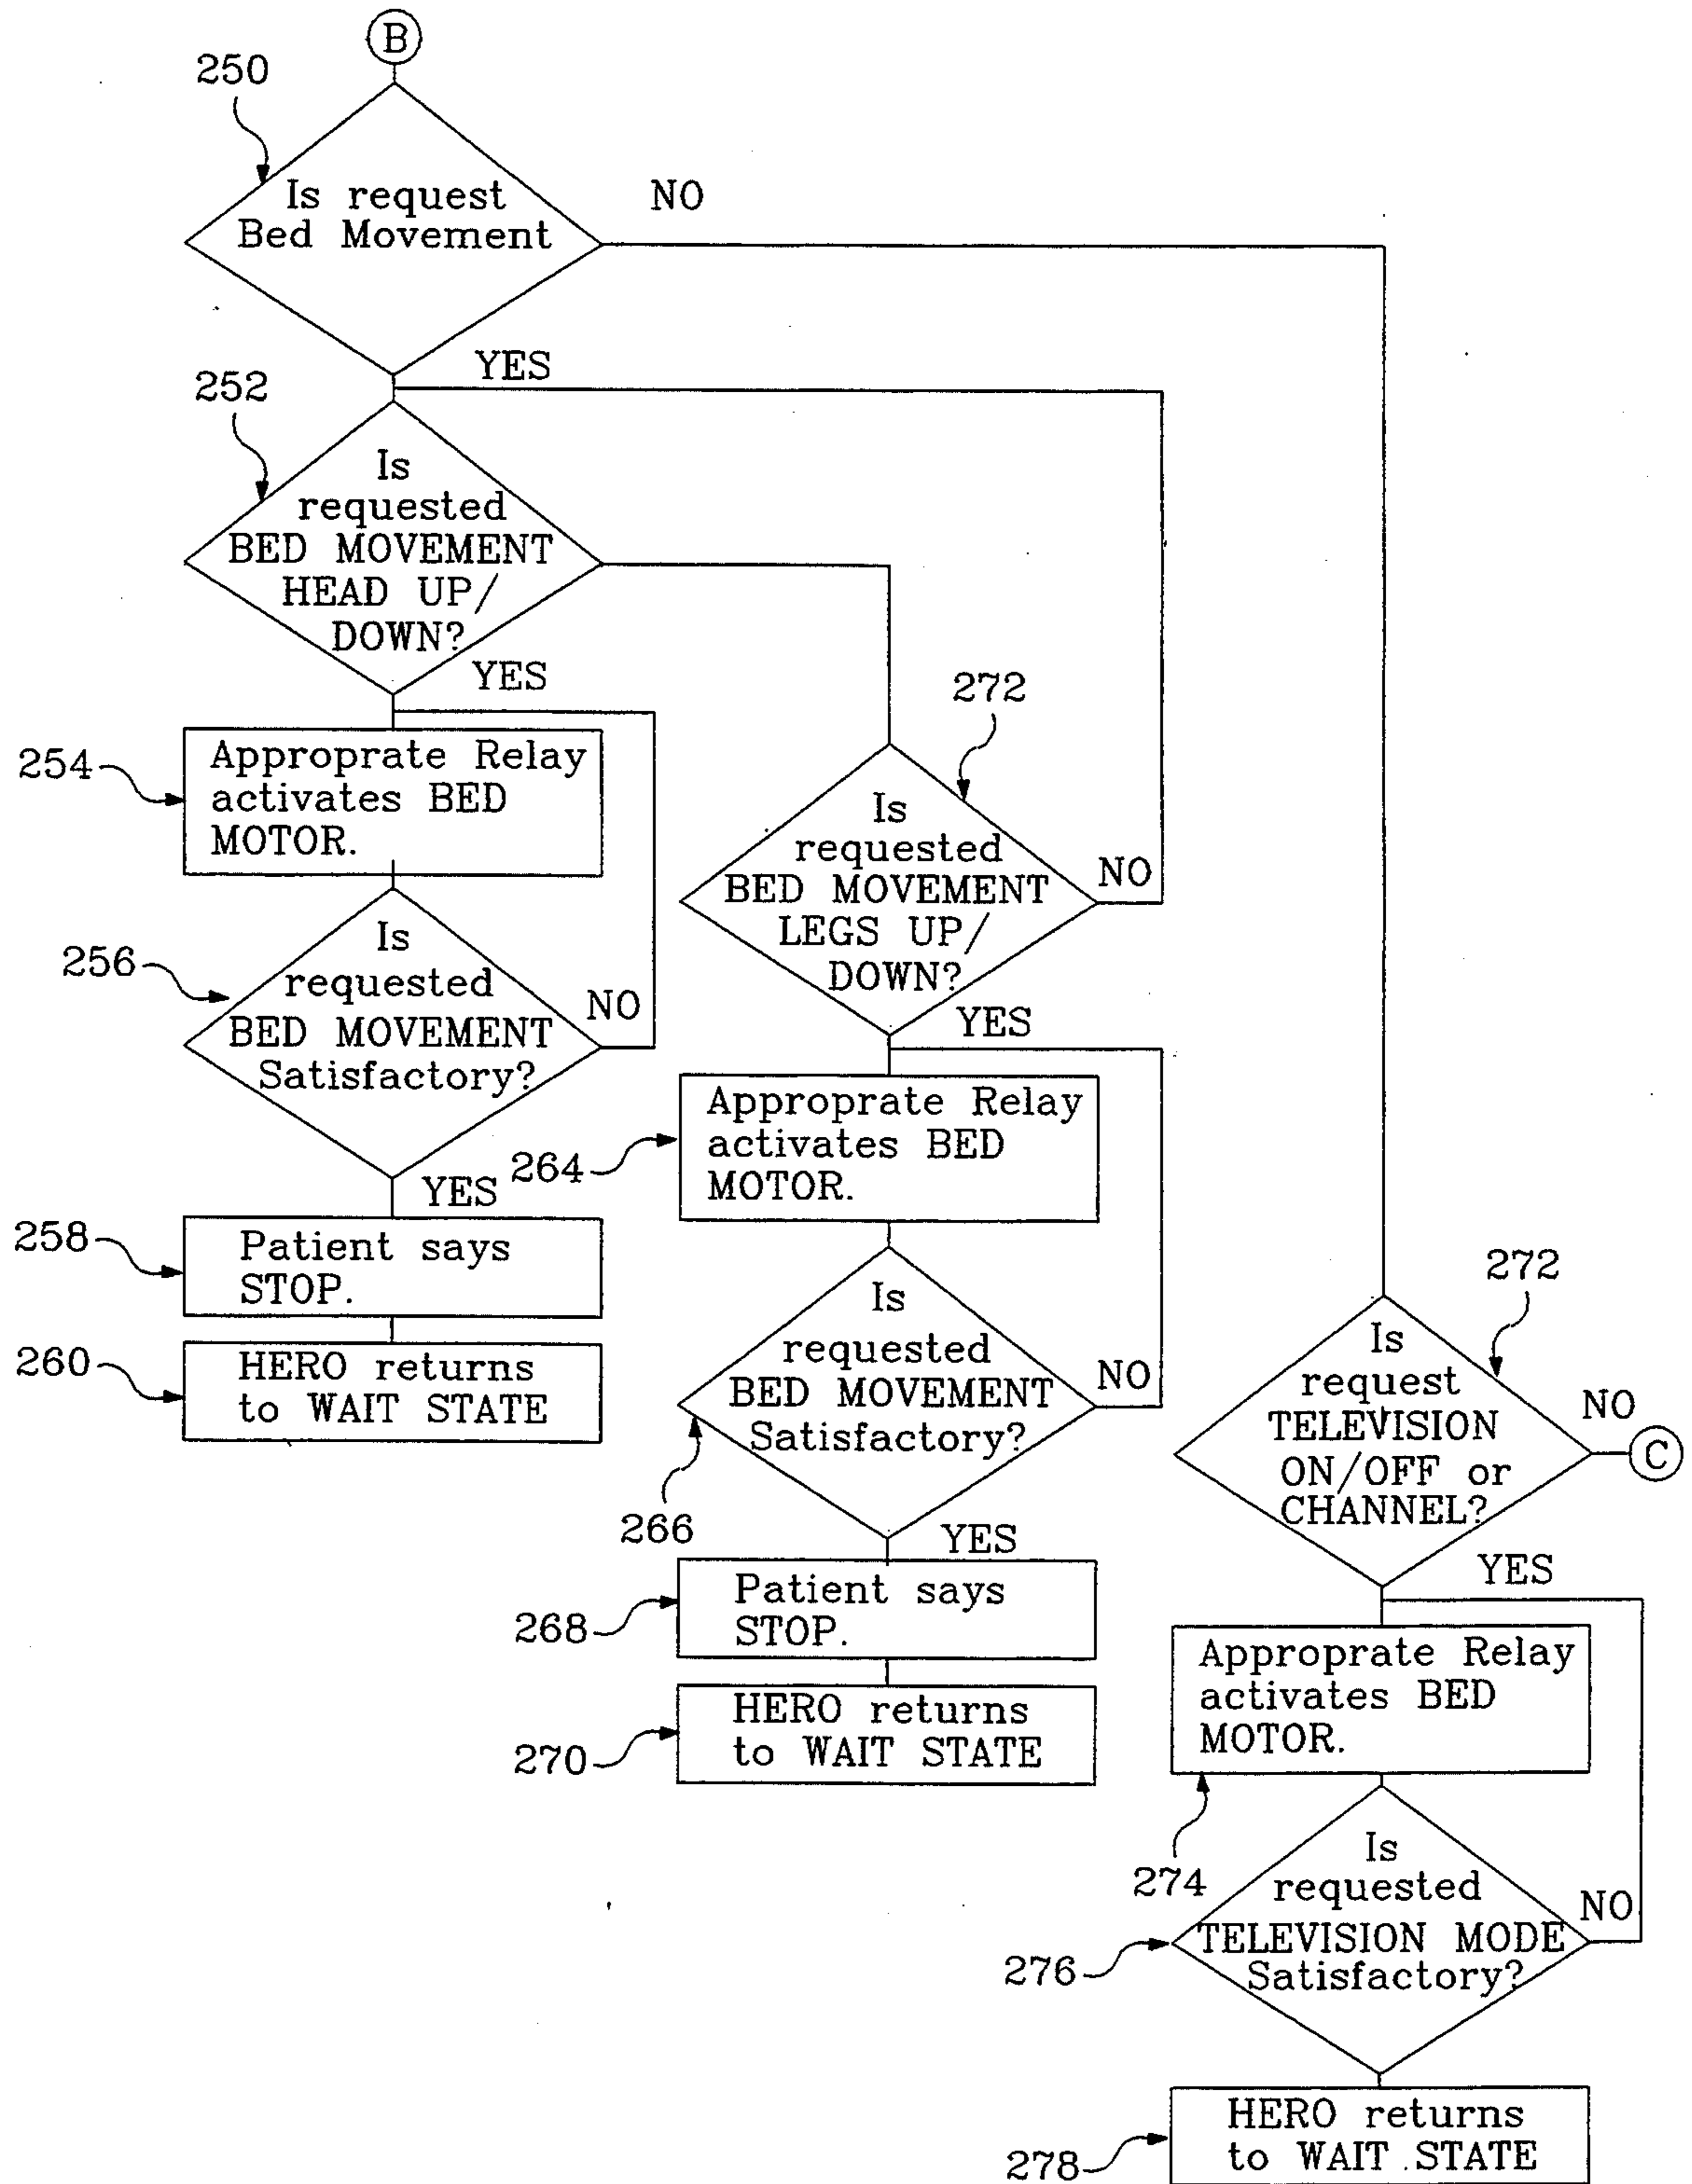 B
250
Is request
Bed Movement
NO
YES
252
Is
requested
BED MOVEMENT
HEAD UP/
DOWN?
YES
254
Approprate Relay
activates BED
MOTOR.
256
Is
requested
BED MOVEMENT
Satisfactory?
NO
YES
258
Patient says
STOP.
260
HERO returns
to WAIT STATE
272
Is
requested
BED MOVEMENT
LEGS UP/
DOWN?
NO
YES
264
Approprate Relay
activates BED
MOTOR.
Is
requested
BED MOVEMENT
Satisfactory?
NO
266
YES
268
Patient says
STOP.
270
HERO returns
to WAIT STATE
272
Is
request
TELEVISION
ON/OFF or
CHANNEL?
NO
C
YES
Approprate Relay
activates BED
MOTOR.
274
Is
requested
TELEVISION MODE
Satisfactory?
NO
276
HERO returns
to WAIT STATE
278